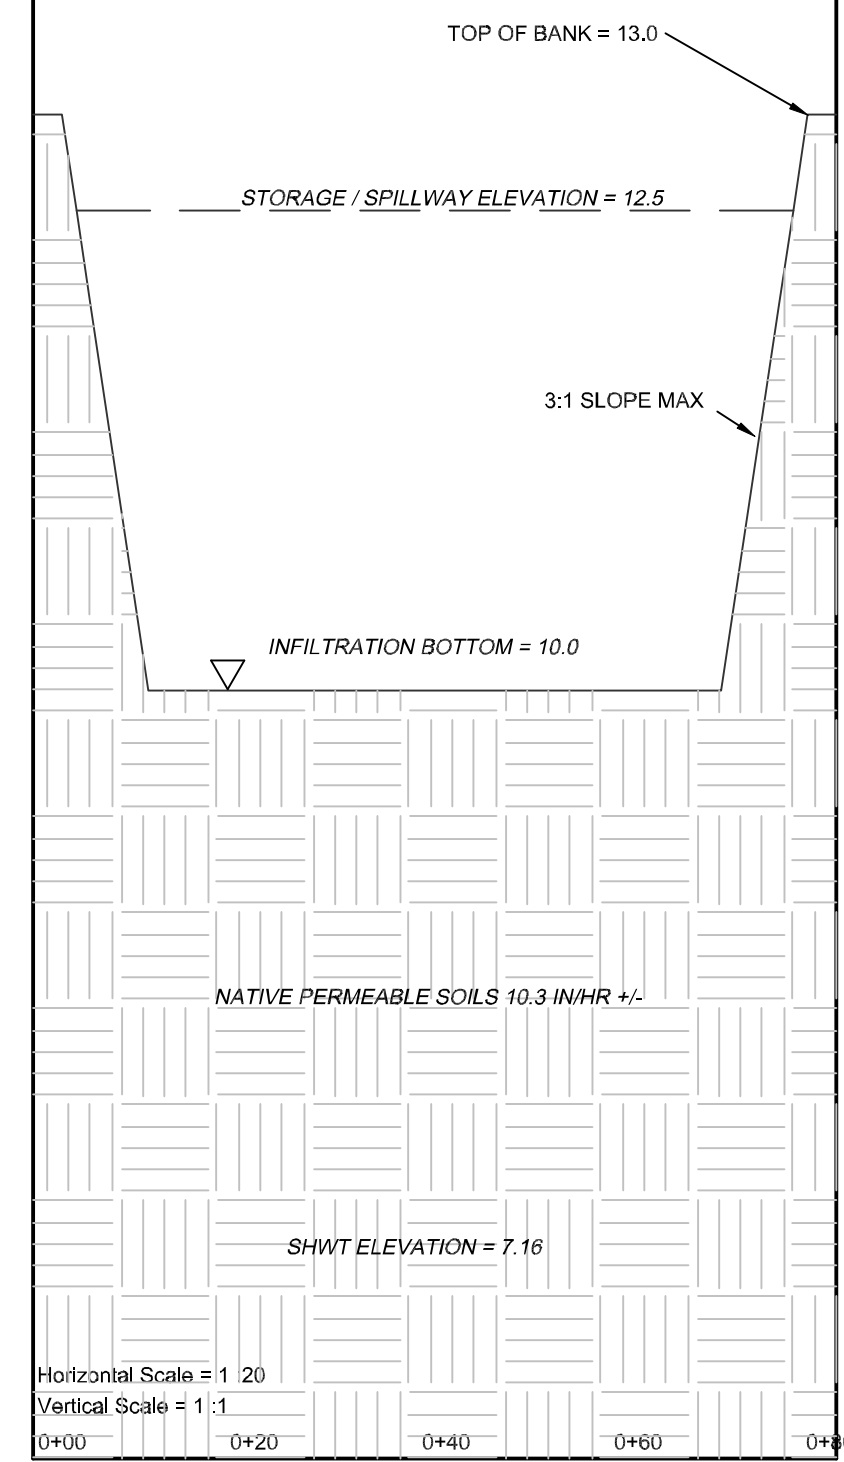 TOP OF BANK = 13.0
STORAGE / SPILLWAY ELEVATION = 12.5
3:1 SLOPE MAX
INFILTRATION BOTTOM = 10.0
NATIVE PERMEABLE SOILS 10.3 IN/HR +/-
SHWT ELEVATION = 7.16
Horizontal Scale = 1:20
Vertical Scale = 1:1
0+00 0+20 0+40 0+60